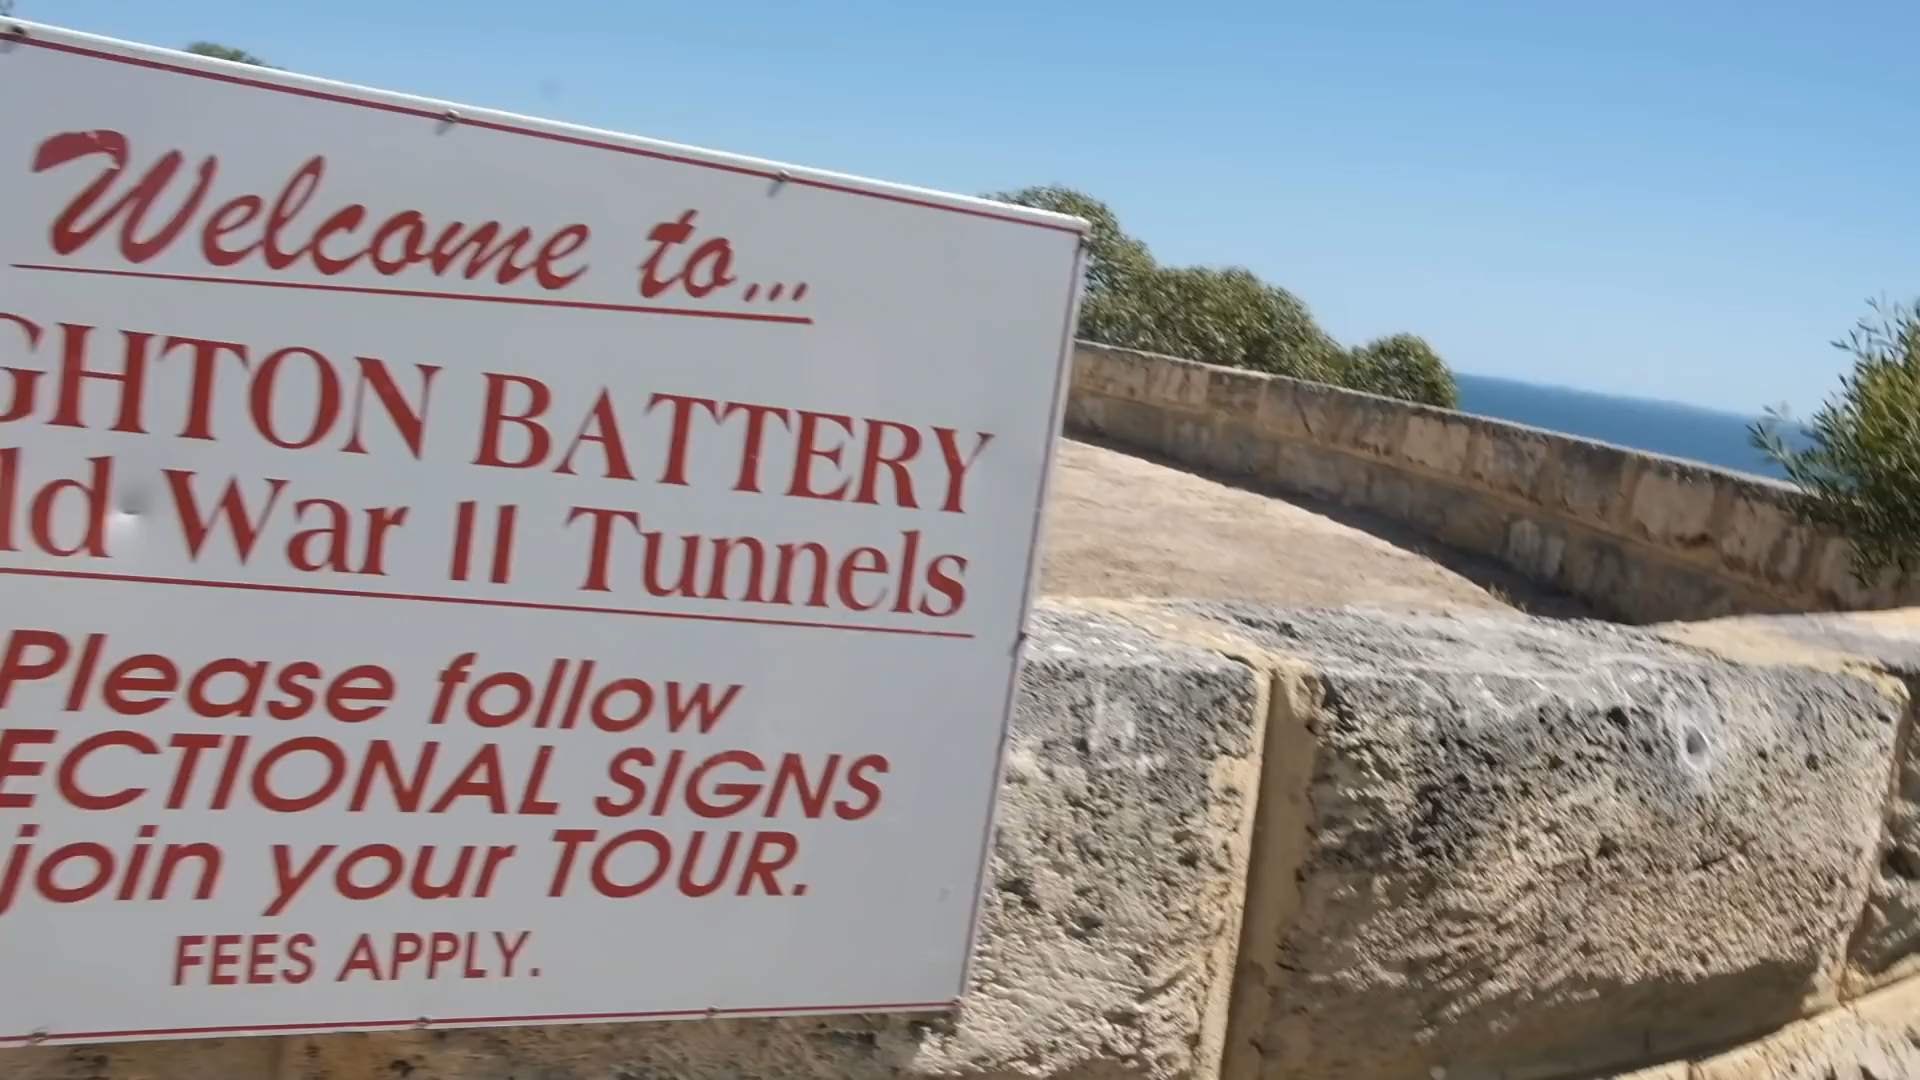 Welcome to...
GHTON BATTERY
ld War II Tunnels
Please follow
ECTIONAL SIGNS
join your TOUR.
FEES APPLY.